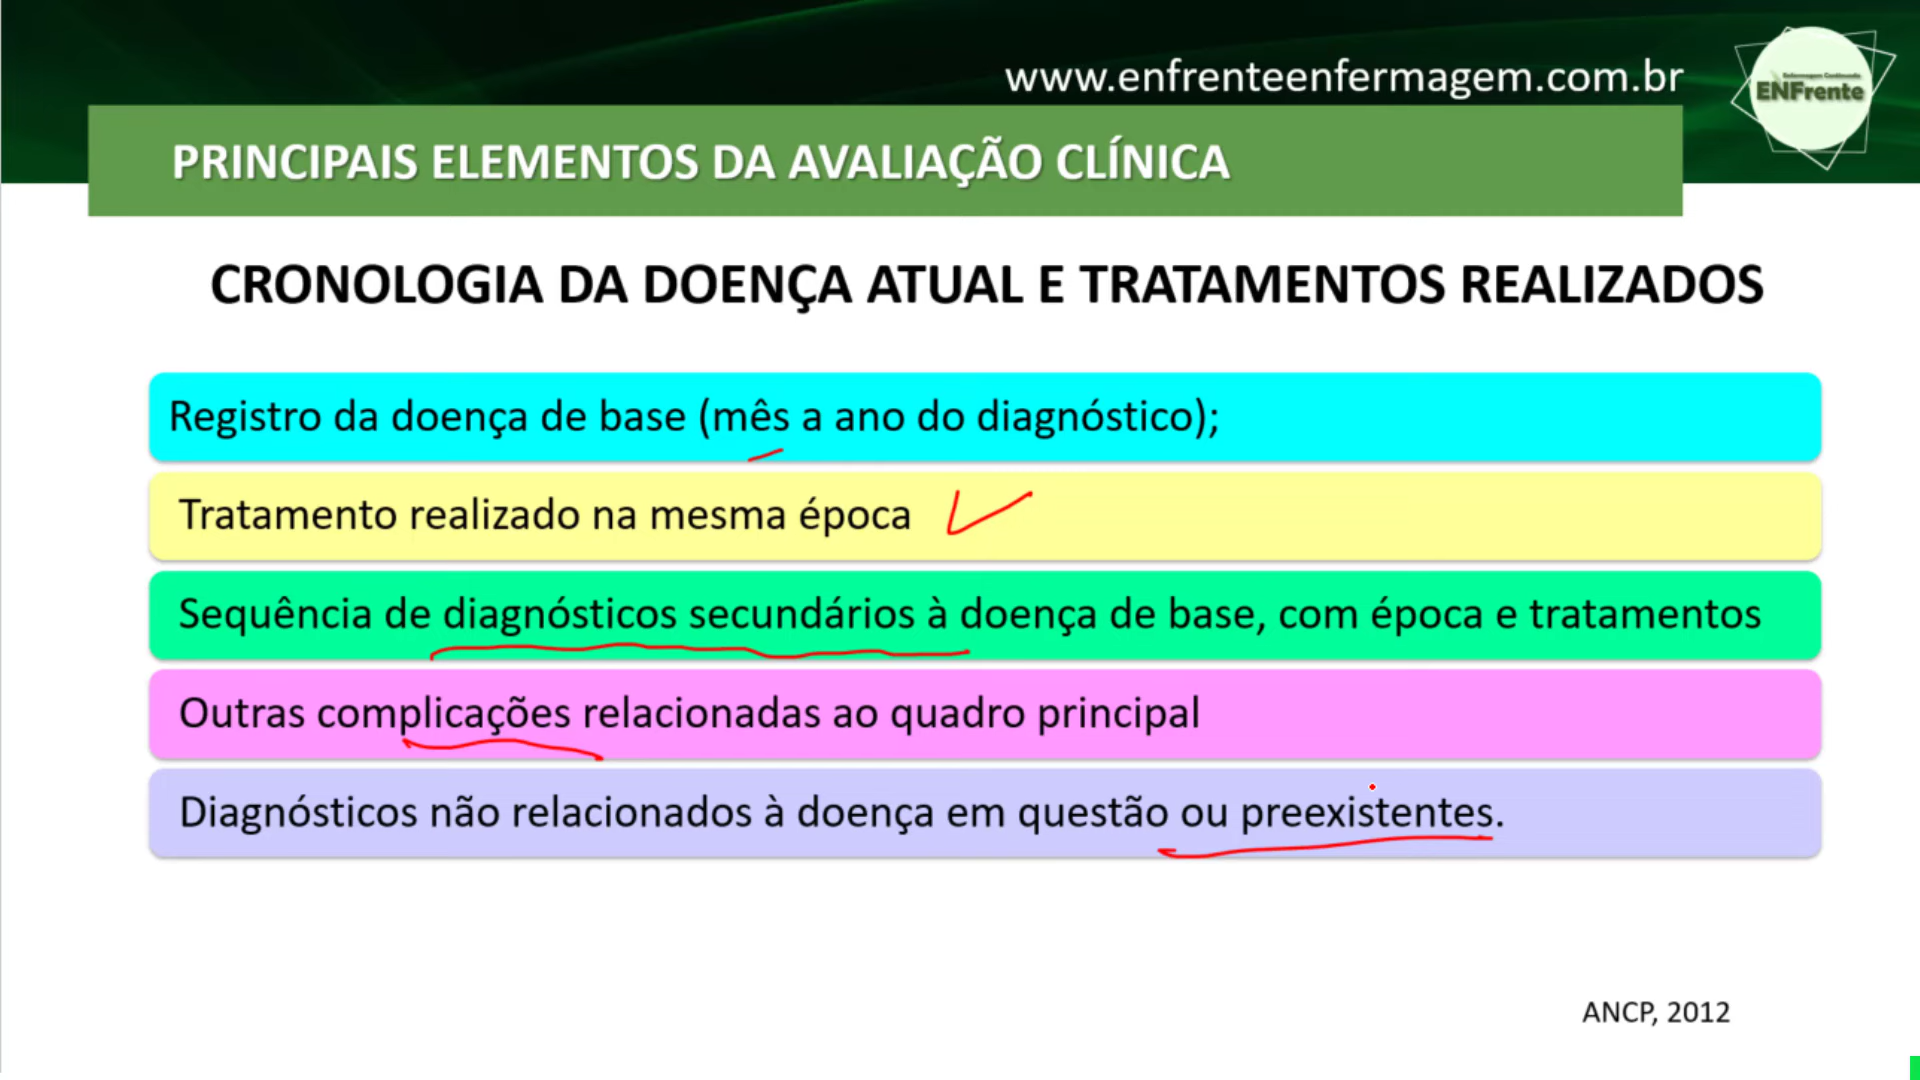 www.enfrenteenfermagem.com.br
Enfermagem Continuada
ENFrente
PRINCIPAIS ELEMENTOS DA AVALIAÇÃO CLÍNICA
CRONOLOGIA DA DOENÇA ATUAL E TRATAMENTOS REALIZADOS
Registro da doença de base (mês a ano do diagnóstico);
Tratamento realizado na mesma época
Sequência de diagnósticos secundários à doença de base, com época e tratamentos
Outras complicações relacionadas ao quadro principal
Diagnósticos não relacionados à doença em questão ou preexistentes.
ANCP, 2012